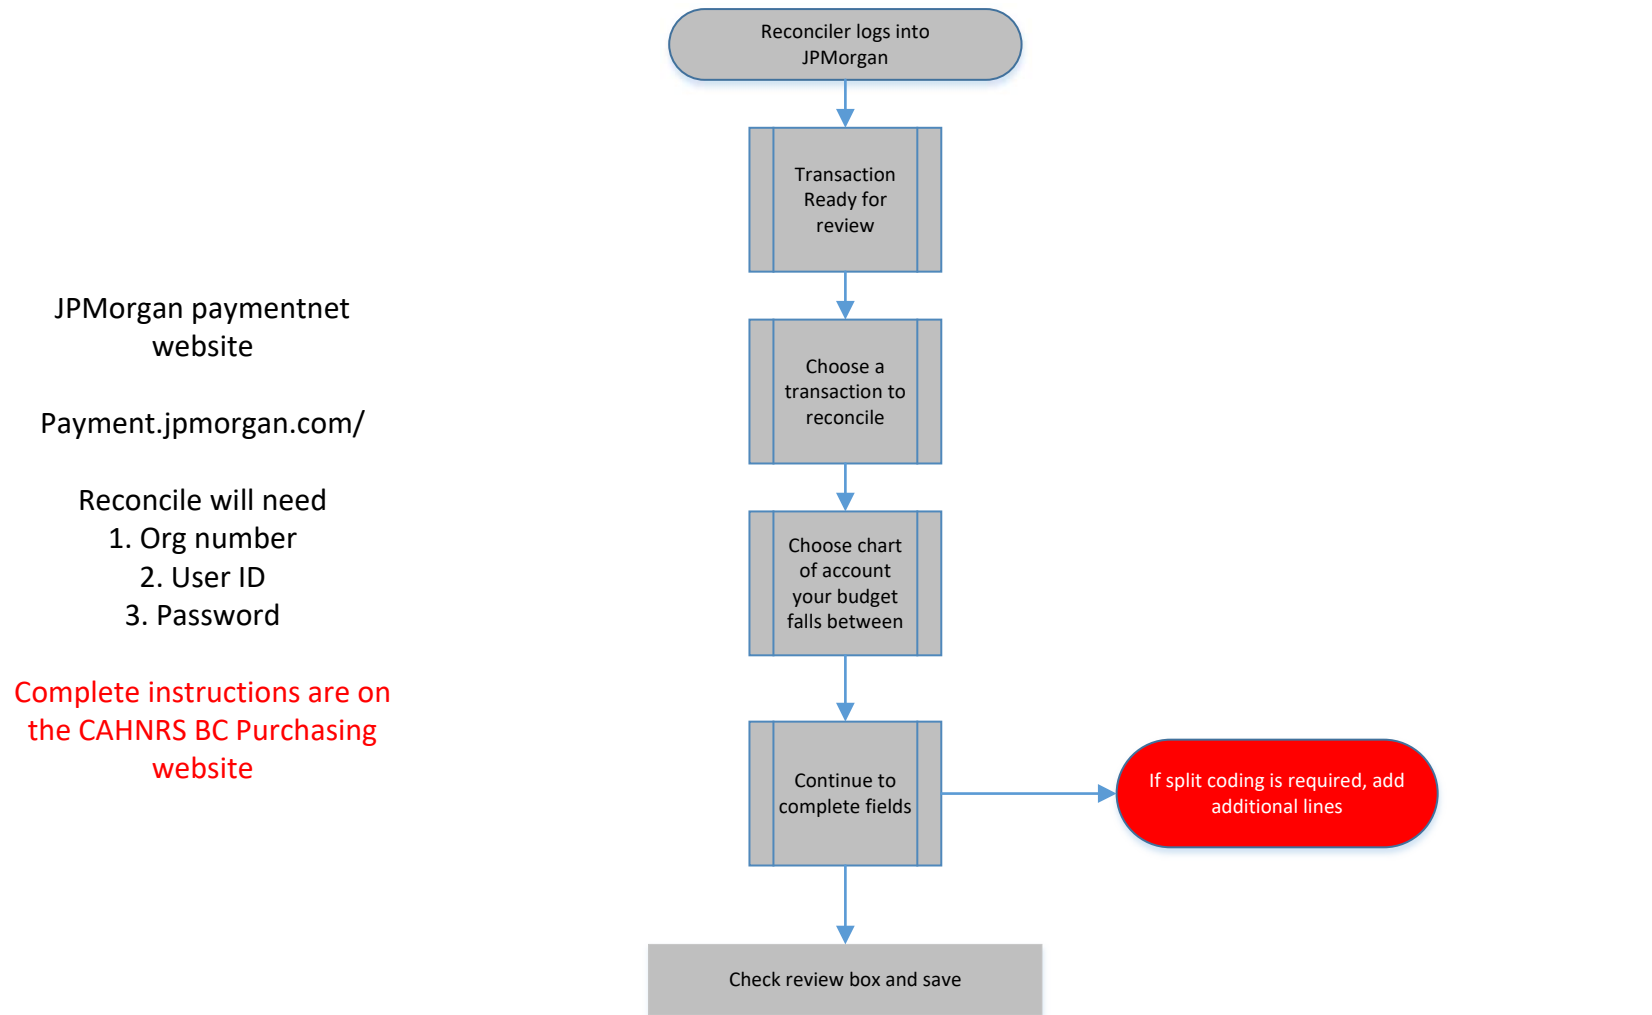 Reconciler logs into
JPMorgan
Transaction
Ready for
review
Choose a
transaction to
reconcile
Choose chart
of account
your budget
falls between
Continue to
complete fields
If split coding is required, add
additional lines
Check review box and save
JPMorgan paymentnet
website
Payment.jpmorgan.com/
Reconcile will need
1. Org number
2. User ID
3. Password
Complete instructions are on
the CAHNRS BC Purchasing
website